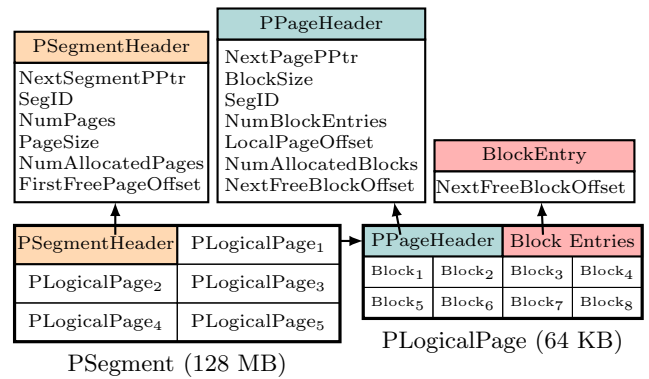 PSegmentHeader
NextSegmentPPtr
SegID
NumPages
PageSize
NumAllocatedPages
FirstFreePageOffset
PPageHeader
NextPagePPtr
BlockSize
SegID
NumBlockEntries
LocalPageOffset
NumAllocatedBlocks
NextFreeBlockOffset
BlockEntry
NextFreeBlockOffset
PSegmentHeader PLogicalPage₁
PLogicalPage₂ PLogicalPage₃
PLogicalPage₄ PLogicalPage₅
PSegment (128 MB)
PPageHeader Block Entries
Block₁ Block₂ Block₃ Block₄
Block₅ Block₆ Block₇ Block₈
PLogicalPage (64 KB)